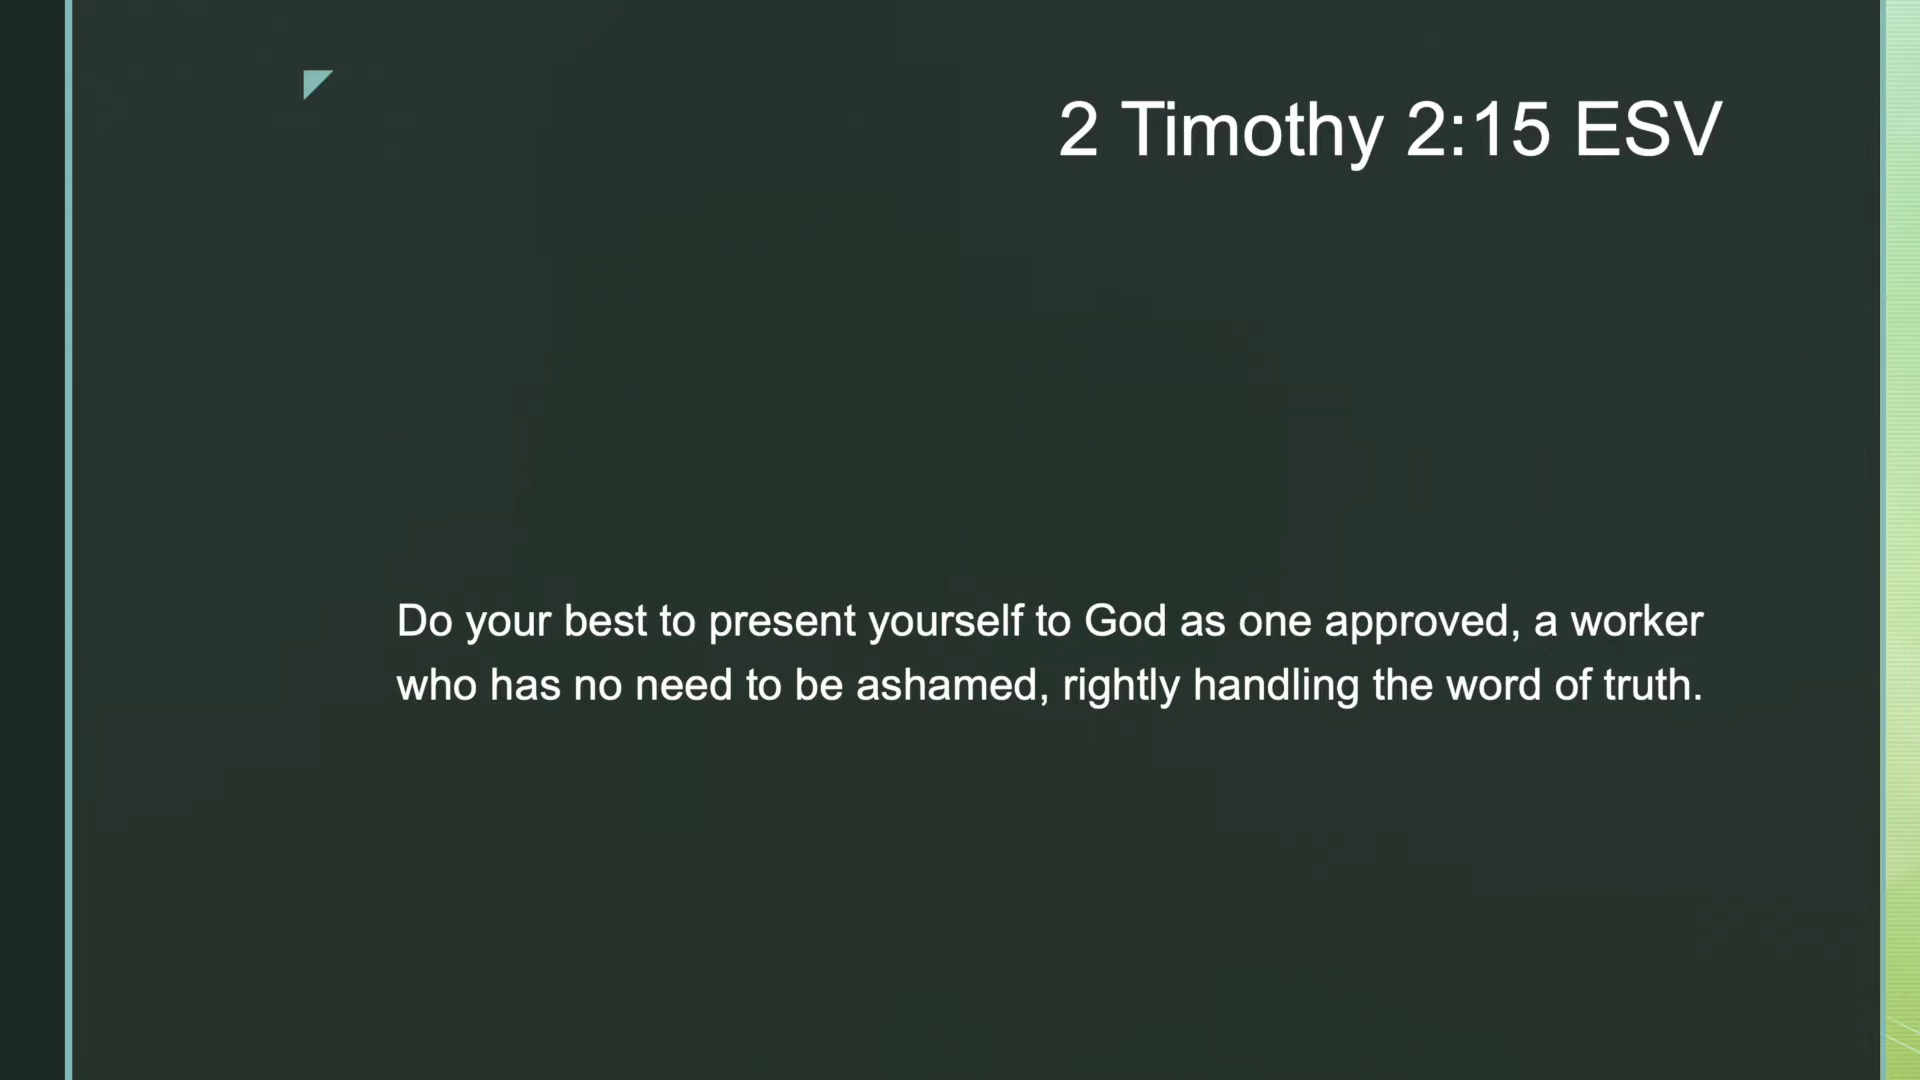 2 Timothy 2:15 ESV
Do your best to present yourself to God as one approved, a worker
who has no need to be ashamed, rightly handling the word of truth.